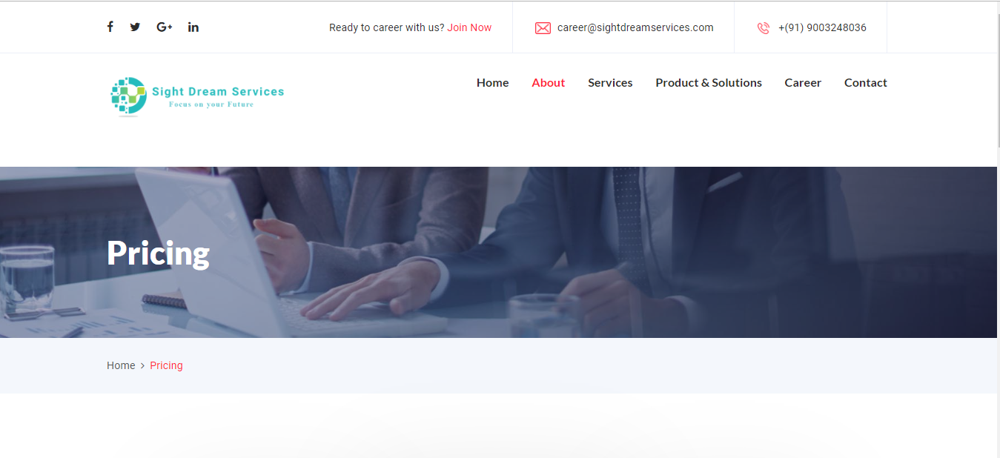 Ready to career with us? Join Now
career@sightdreamservices.com
+(91) 9003248036
Sight Dream Services
Focus on your Future
Home
About
Services
Product & Solutions
Career
Contact
Pricing
Home > Pricing